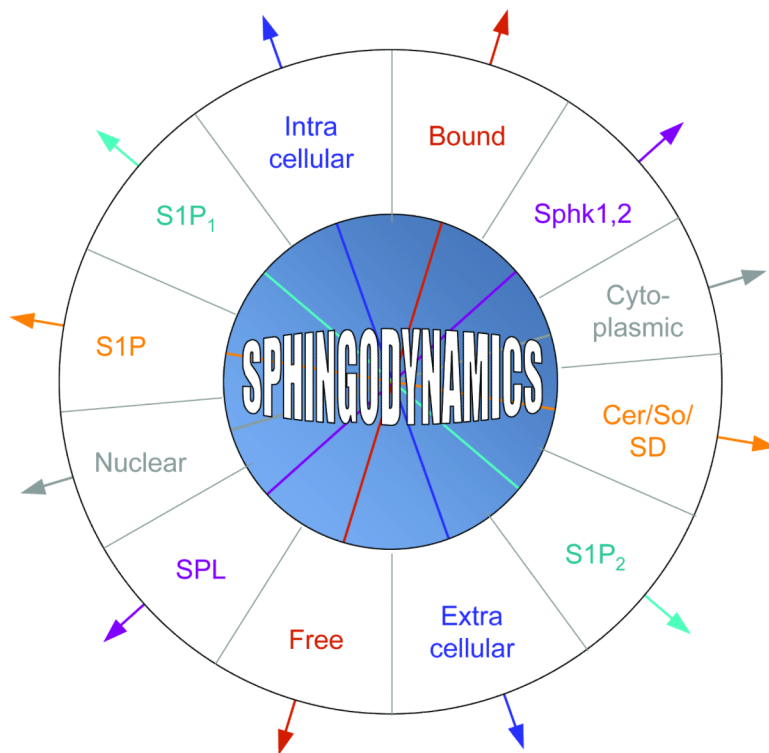 Intra
cellular
Bound
S1P₁
Sphk1,2
Cyto-
plasmic
S1P
SPHINGODYNAMICS
Cer/So/
SD
Nuclear
S1P₂
SPL
Extra
cellular
Free